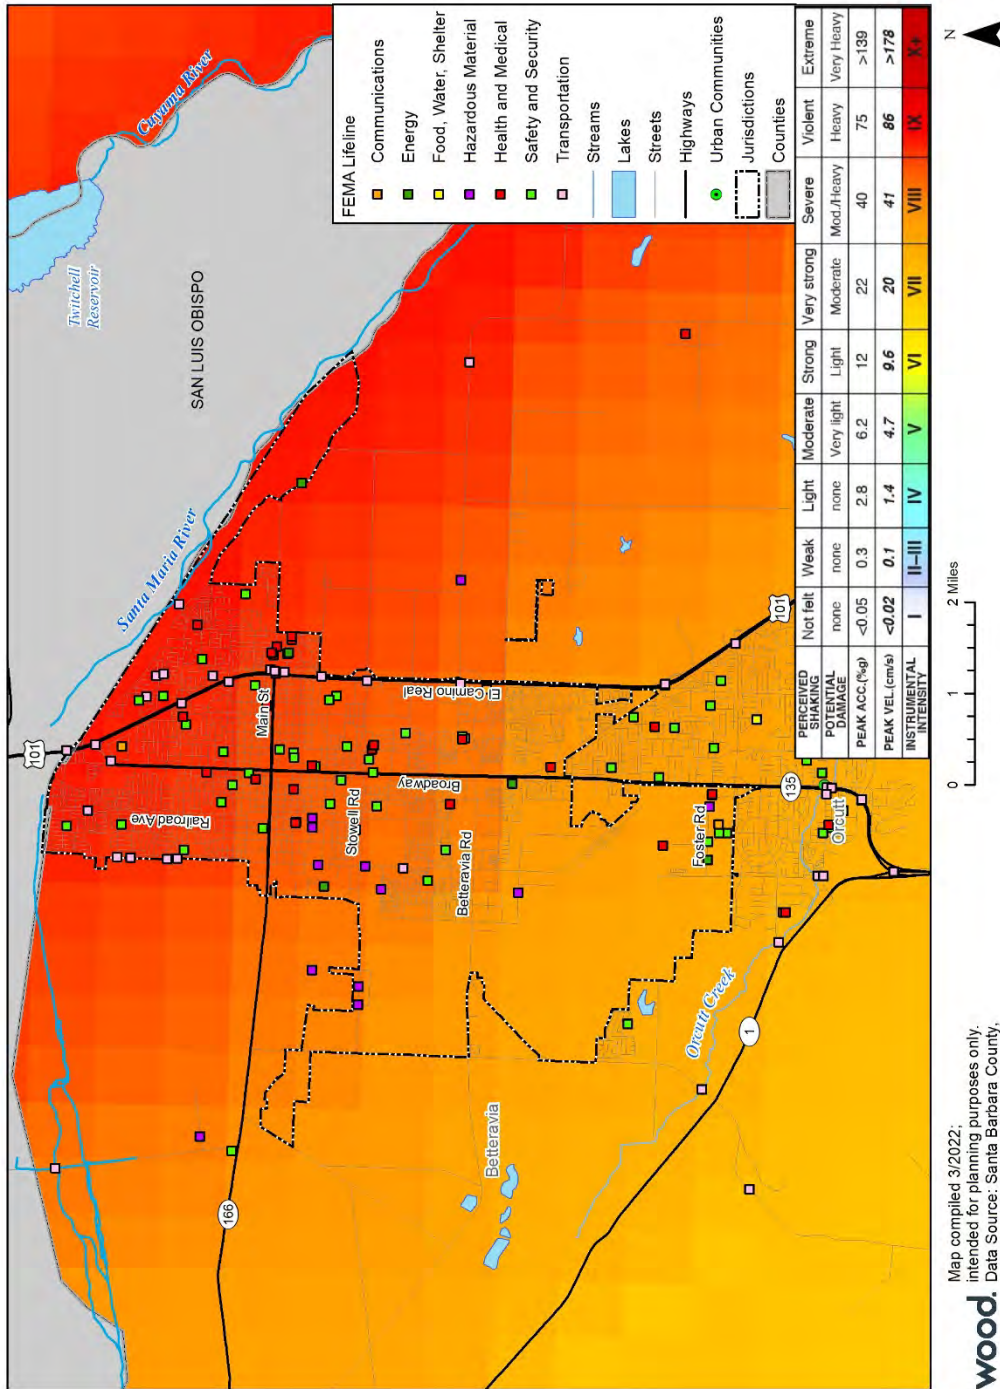 Cuyama River
Twitchell
Reservoir
SAN LUIS OBISPO
Santa Maria River
101
Main St
Railroad Ave
El Camino Real
Broadway
Stowell Rd
Betteravia Rd
166
Betteravia
Foster Rd
Orcutt Creek
135
Orcutt
101
1
FEMA Lifeline
Communications
Energy
Food, Water, Shelter
Hazardous Material
Health and Medical
Safety and Security
Transportation
Streams
Lakes
Streets
Highways
Urban Communities
Jurisdictions
Counties
PERCEIVED SHAKING Not felt Weak Light Moderate Strong Very strong Severe Violent Extreme
POTENTIAL DAMAGE none none none Very light Light Moderate Mod./Heavy Heavy Very Heavy
PEAK ACC.(%g) <0.05 0.3 2.8 6.2 12 22 40 75 >139
PEAK VEL.(cm/s) <0.02 0.1 1.4 4.7 9.6 20 41 86 >178
INSTRUMENTAL INTENSITY I II–III IV V VI VII VIII IX X+
N
0 1 2 Miles
wood.
Map compiled 3/2022;
intended for planning purposes only.
Data Source: Santa Barbara County,